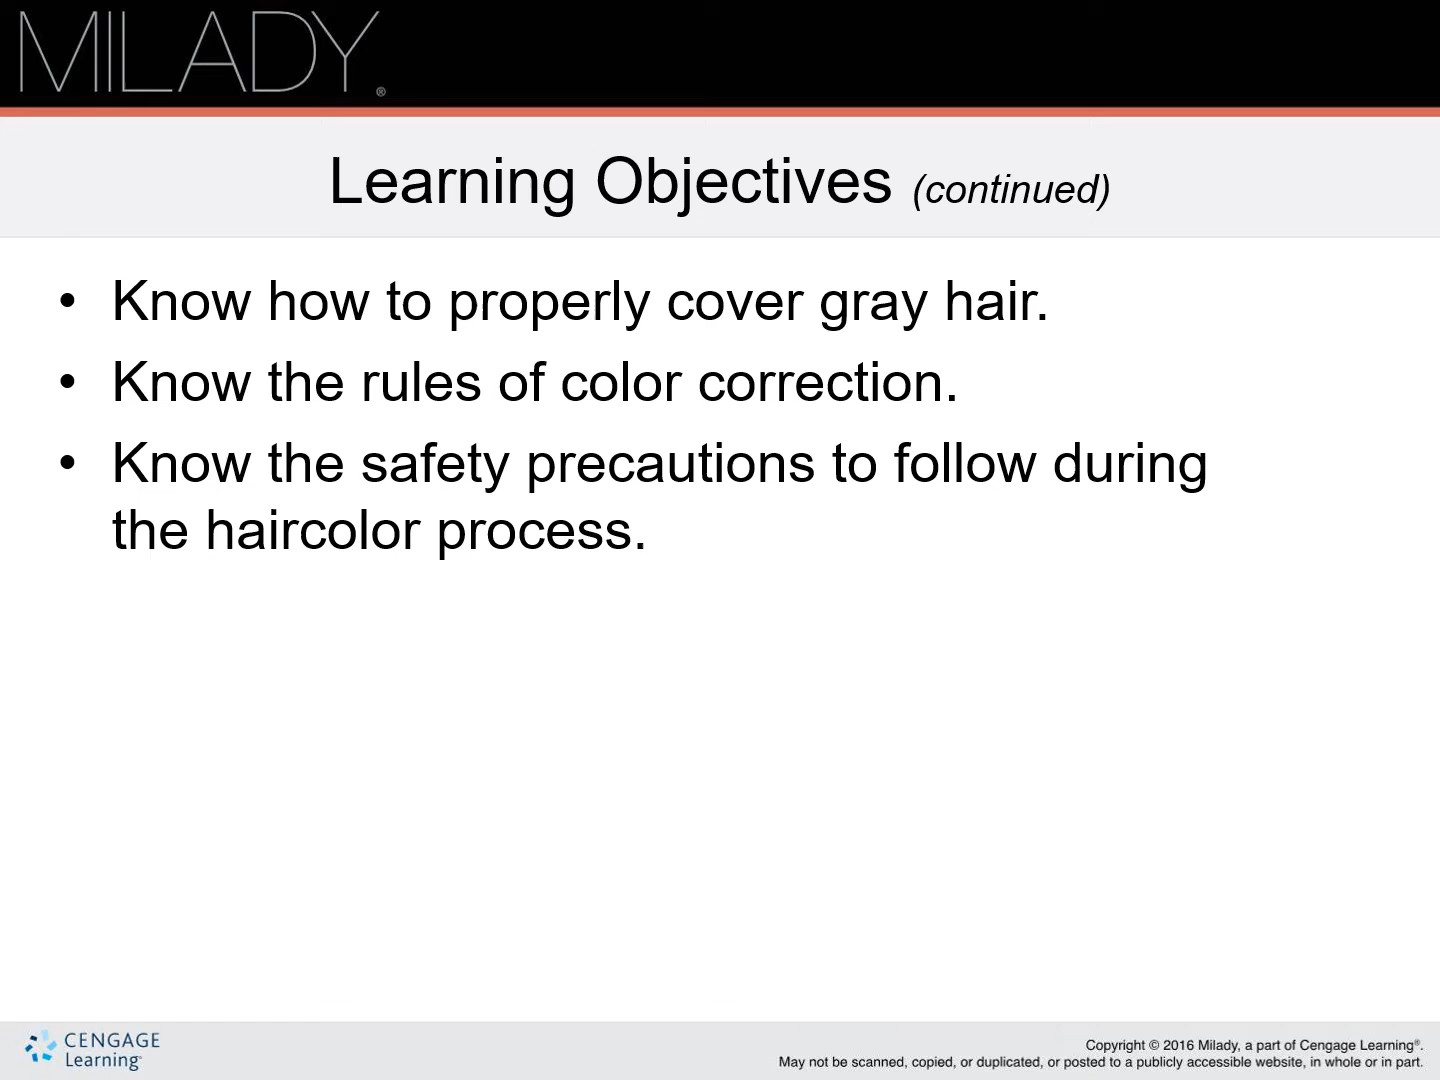 MILADY®
Learning Objectives (continued)
• Know how to properly cover gray hair.
• Know the rules of color correction.
• Know the safety precautions to follow during
the haircolor process.
CENGAGE
Learning®
Copyright © 2016 Milady, a part of Cengage Learning®.
May not be scanned, copied, or duplicated, or posted to a publicly accessible website, in whole or in part.